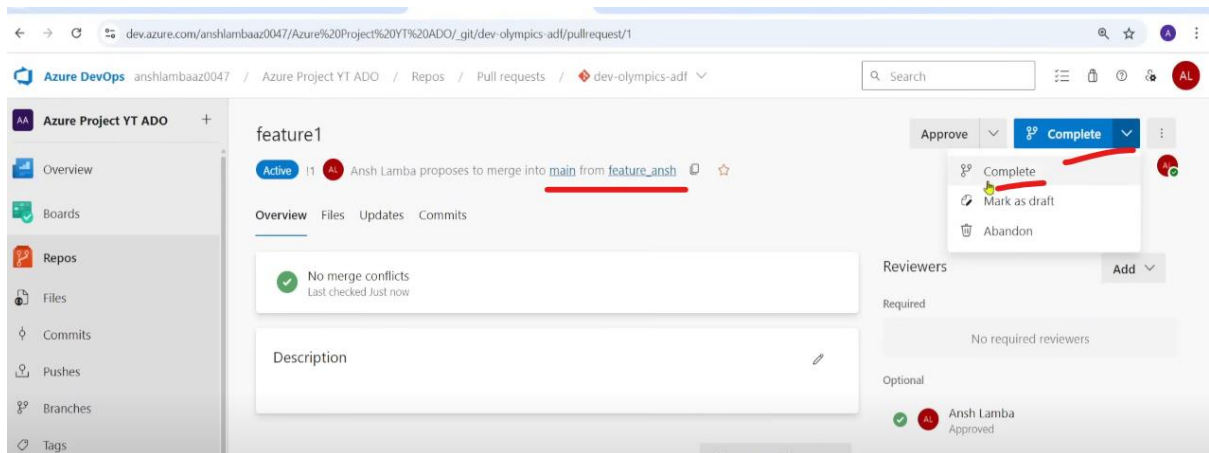 dev.azure.com/anshlambaaz0047/Azure%20Project%20YT%20ADO/_git/dev-olympics-adf/pullrequest/1
A
Azure DevOps anshlambaaz0047 / Azure Project YT ADO / Repos / Pull requests / dev-olympics-adf
Search
AL
AA Azure Project YT ADO +
Overview
Boards
Repos
Files
Commits
Pushes
Branches
Tags
feature1
Approve
Complete
Active !1 AL Ansh Lamba proposes to merge into main from feature_ansh
Complete
Mark as draft
Abandon
AL
Overview Files Updates Commits
No merge conflicts
Last checked Just now
Description
Reviewers
Add
Required
No required reviewers
Optional
AL Ansh Lamba
Approved